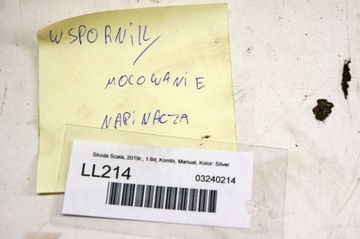 WSPORNIK/
MOCOWANIE
NAPINACZA
Skoda Scala, 2019r., 1.6d, Kombi, Manual, Kolor: Silver
LL214
03240214